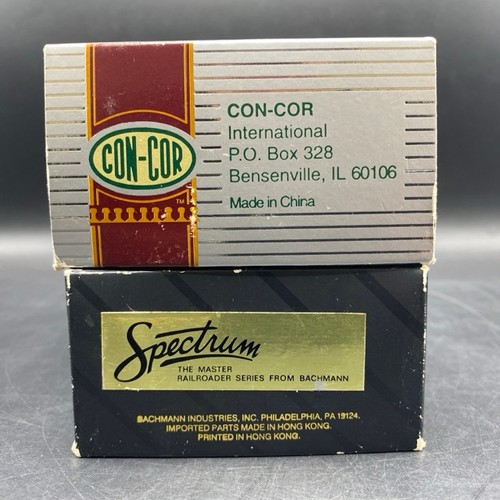 CON-COR
TM
CON-COR
International
P.O. Box 328
Bensenville, IL 60106
Made in China
Spectrum
THE MASTER
RAILROADER SERIES FROM BACHMANN
BACHMANN INDUSTRIES, INC. PHILADELPHIA, PA 19124.
IMPORTED PARTS MADE IN HONG KONG.
PRINTED IN HONG KONG.